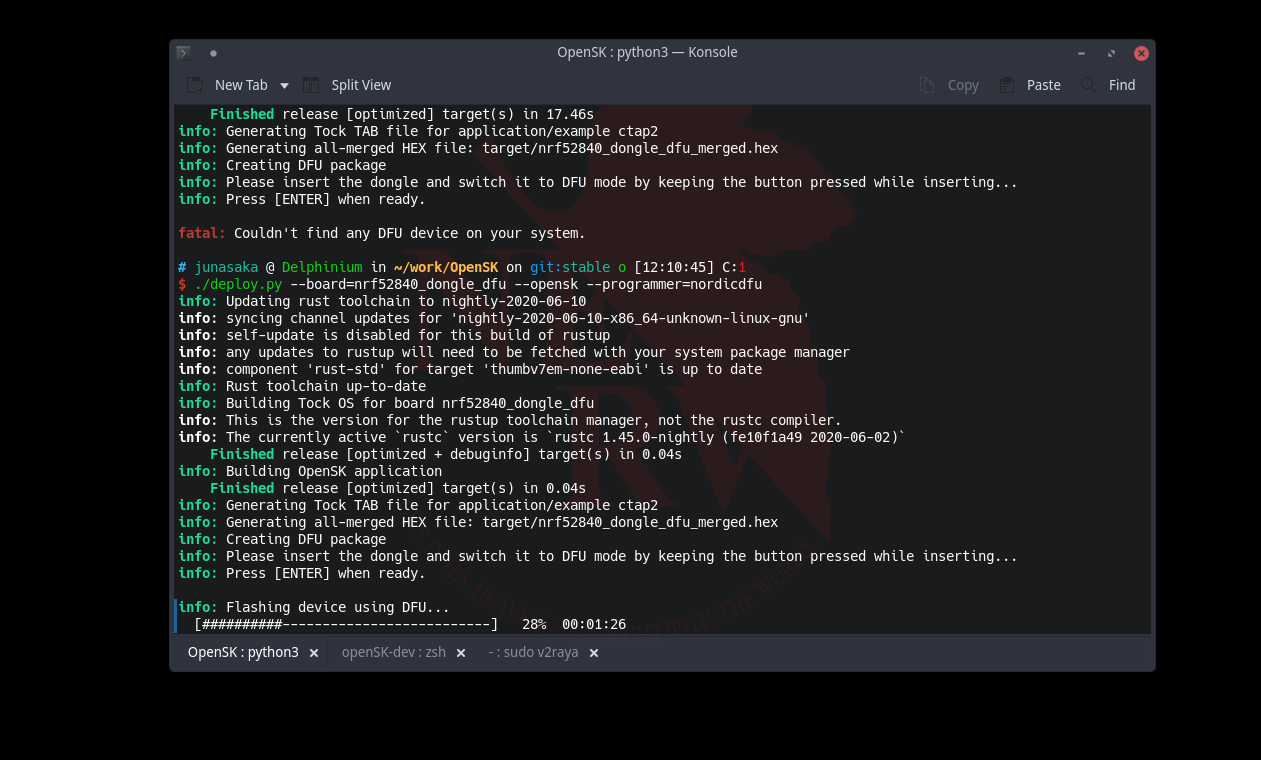 OpenSK : python3 — Konsole
New Tab Split View Copy Paste Find
Finished release [optimized] target(s) in 17.46s
info: Generating Tock TAB file for application/example ctap2
info: Generating all-merged HEX file: target/nrf52840_dongle_dfu_merged.hex
info: Creating DFU package
info: Please insert the dongle and switch it to DFU mode by keeping the button pressed while inserting...
info: Press [ENTER] when ready.
fatal: Couldn't find any DFU device on your system.
# junasaka @ Delphinium in ~/work/OpenSK on git:stable o [12:10:45] C:1
$ ./deploy.py --board=nrf52840_dongle_dfu --opensk --programmer=nordicdfu
info: Updating rust toolchain to nightly-2020-06-10
info: syncing channel updates for 'nightly-2020-06-10-x86_64-unknown-linux-gnu'
info: self-update is disabled for this build of rustup
info: any updates to rustup will need to be fetched with your system package manager
info: component 'rust-std' for target 'thumbv7em-none-eabi' is up to date
info: Rust toolchain up-to-date
info: Building Tock OS for board nrf52840_dongle_dfu
info: This is the version for the rustup toolchain manager, not the rustc compiler.
info: The currently active `rustc` version is `rustc 1.45.0-nightly (fe10f1a49 2020-06-02)`
Finished release [optimized + debuginfo] target(s) in 0.04s
info: Building OpenSK application
Finished release [optimized] target(s) in 0.04s
info: Generating Tock TAB file for application/example ctap2
info: Generating all-merged HEX file: target/nrf52840_dongle_dfu_merged.hex
info: Creating DFU package
info: Please insert the dongle and switch it to DFU mode by keeping the button pressed while inserting...
info: Press [ENTER] when ready.
info: Flashing device using DFU...
[##########--------------------------] 28% 00:01:26
OpenSK : python3 openSK-dev : zsh - : sudo v2raya